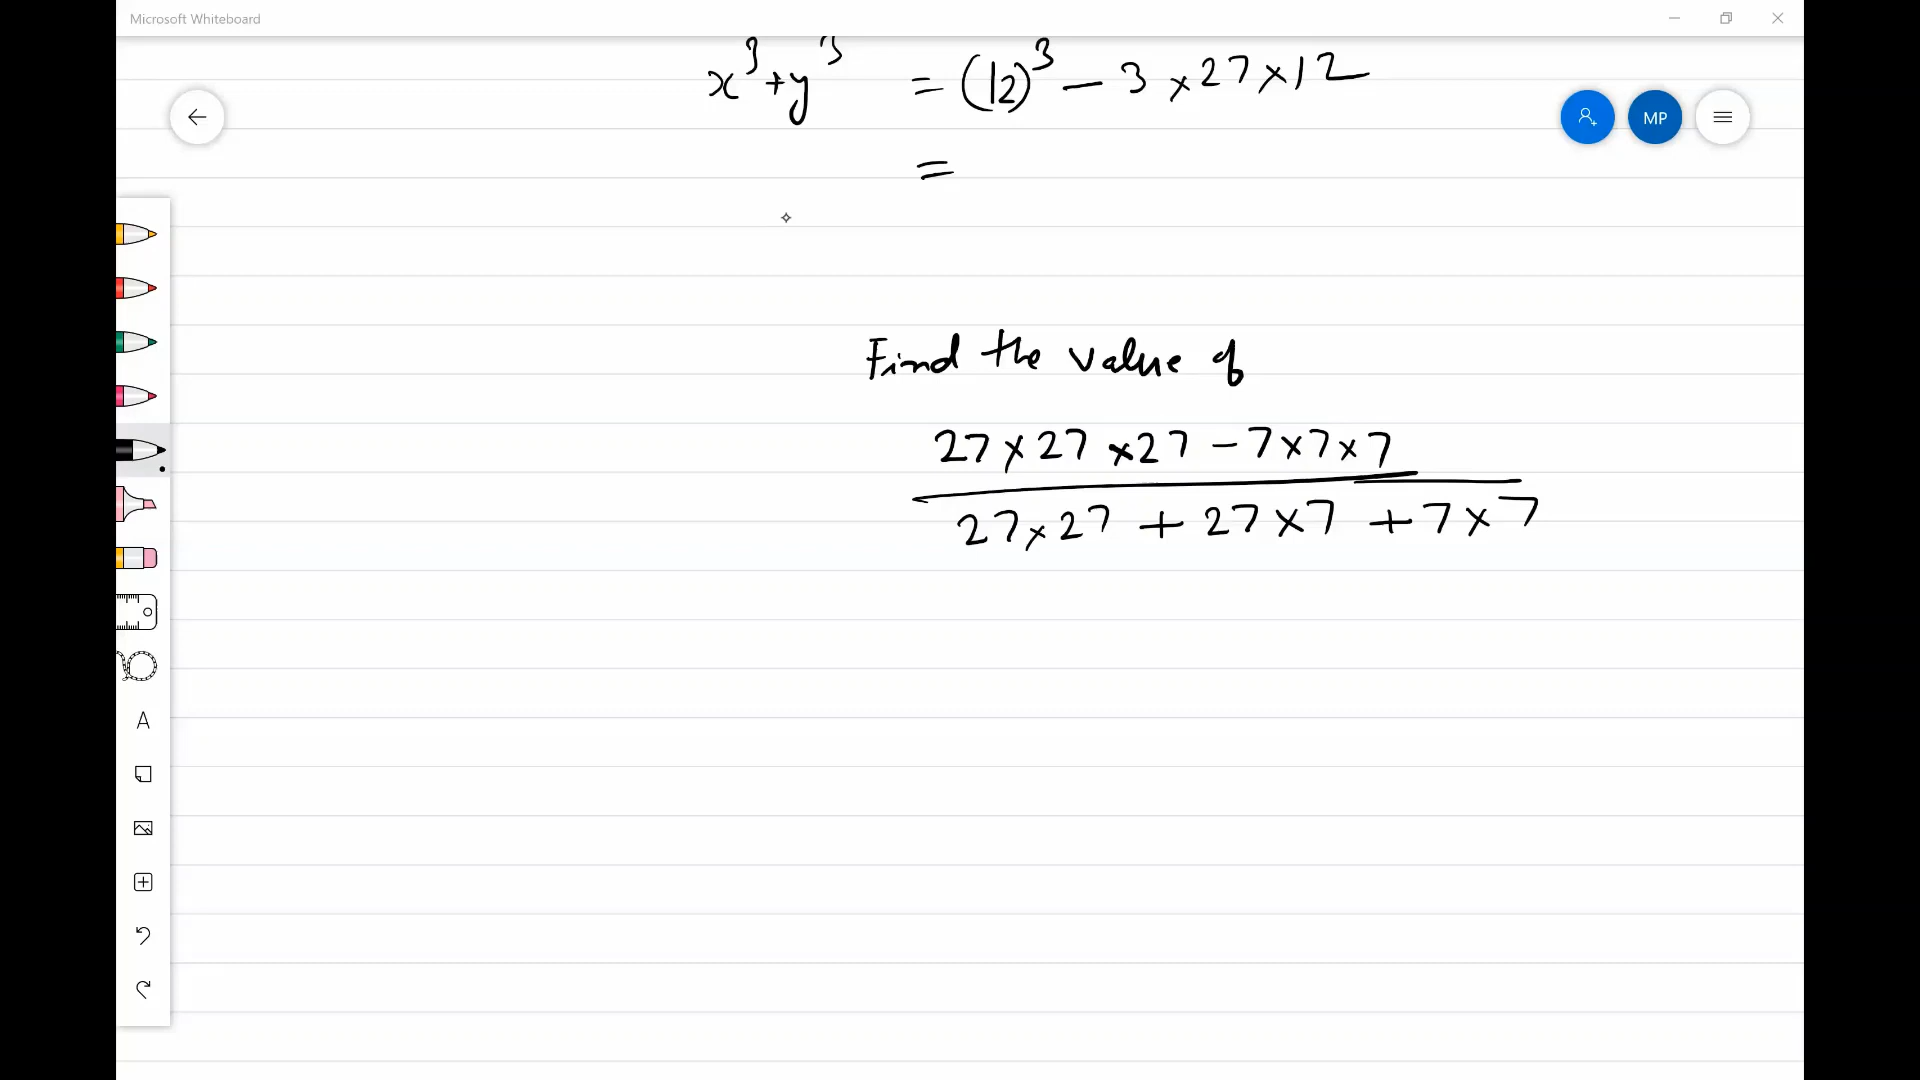 Microsoft Whiteboard
x³+y³ = (12)³ – 3 × 27 × 12
=
MP
Find the value of
27 × 27 × 27 – 7 × 7 × 7
27 × 27 + 27 × 7 + 7 × 7
A